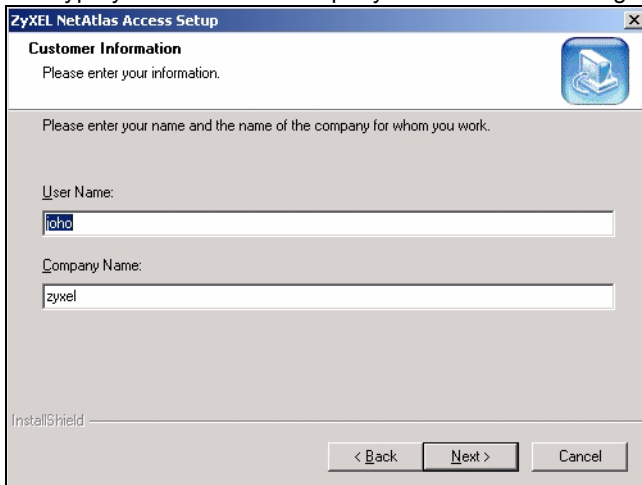 ZyXEL NetAtlas Access Setup
Customer Information
Please enter your information.
Please enter your name and the name of the company for whom you work.
User Name:
joho
Company Name:
zyxel
InstallShield
< Back Next > Cancel